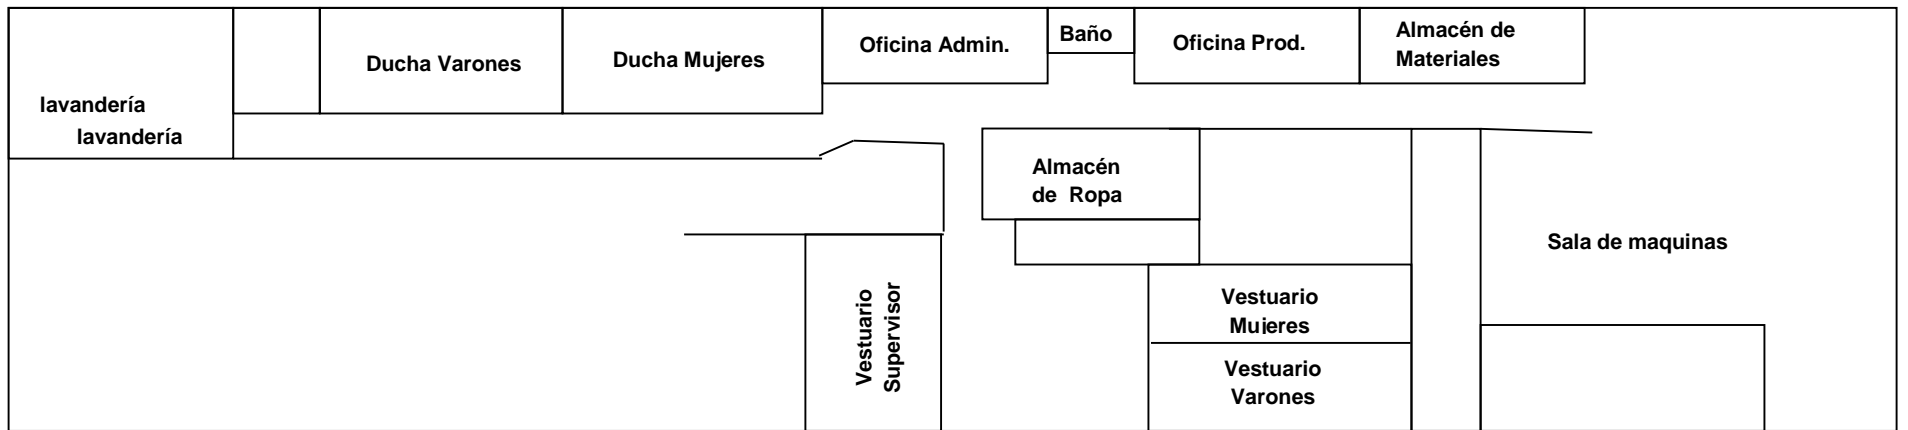 Ducha Varones
Ducha Mujeres
Oficina Admin.
Baño
Oficina Prod.
Almacén de
Materiales
lavandería
lavandería
Almacén
de Ropa
Sala de maquinas
Vestuario
Supervisor
Vestuario
Mujeres
Vestuario
Varones